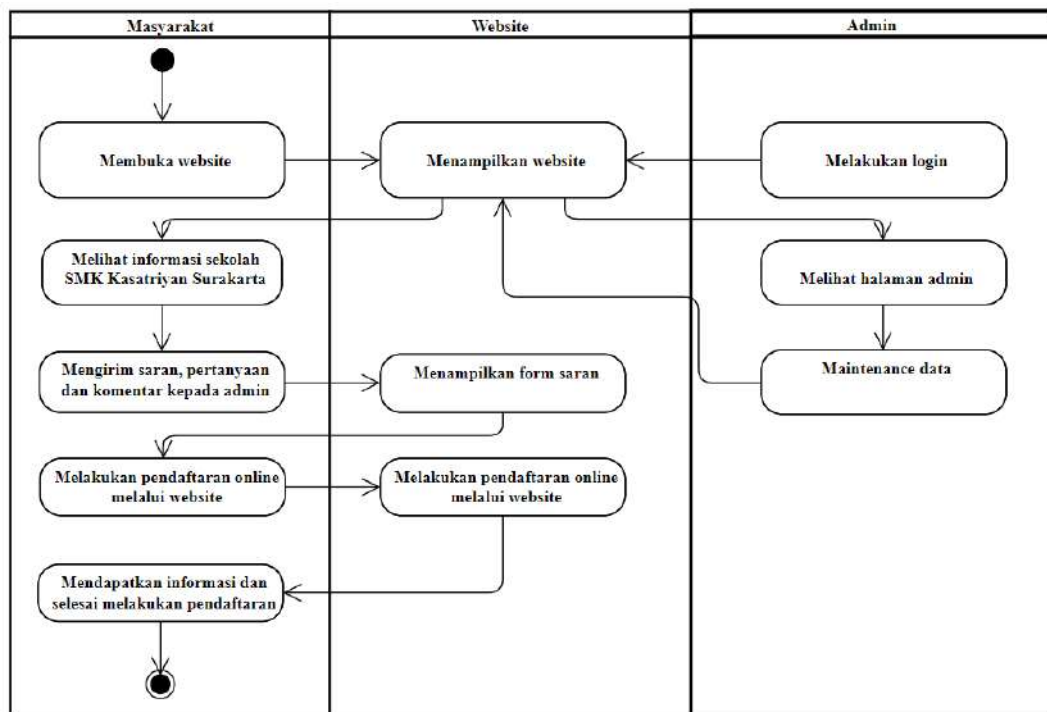 Masyarakat
Website
Admin
Membuka website
Menampilkan website
Melakukan login
Melihat informasi sekolah
SMK Kasatriyan Surakarta
Melihat halaman admin
Mengirim saran, pertanyaan
dan komentar kepada admin
Menampilkan form saran
Maintenance data
Melakukan pendaftaran online
melalui website
Melakukan pendaftaran online
melalui website
Mendapatkan informasi dan
selesai melakukan pendaftaran